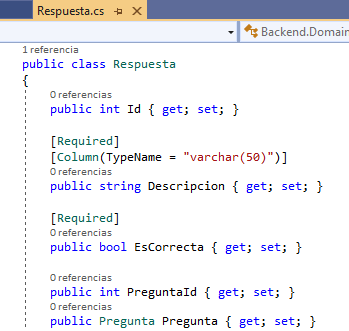 Respuesta.cs
Backend.Domain
1 referencia
public class Respuesta
{
0 referencias
public int Id { get; set; }
[Required]
[Column(TypeName = "varchar(50)")]
0 referencias
public string Descripcion { get; set; }
[Required]
0 referencias
public bool EsCorrecta { get; set; }
0 referencias
public int PreguntaId { get; set; }
0 referencias
public Pregunta Pregunta { get; set; }